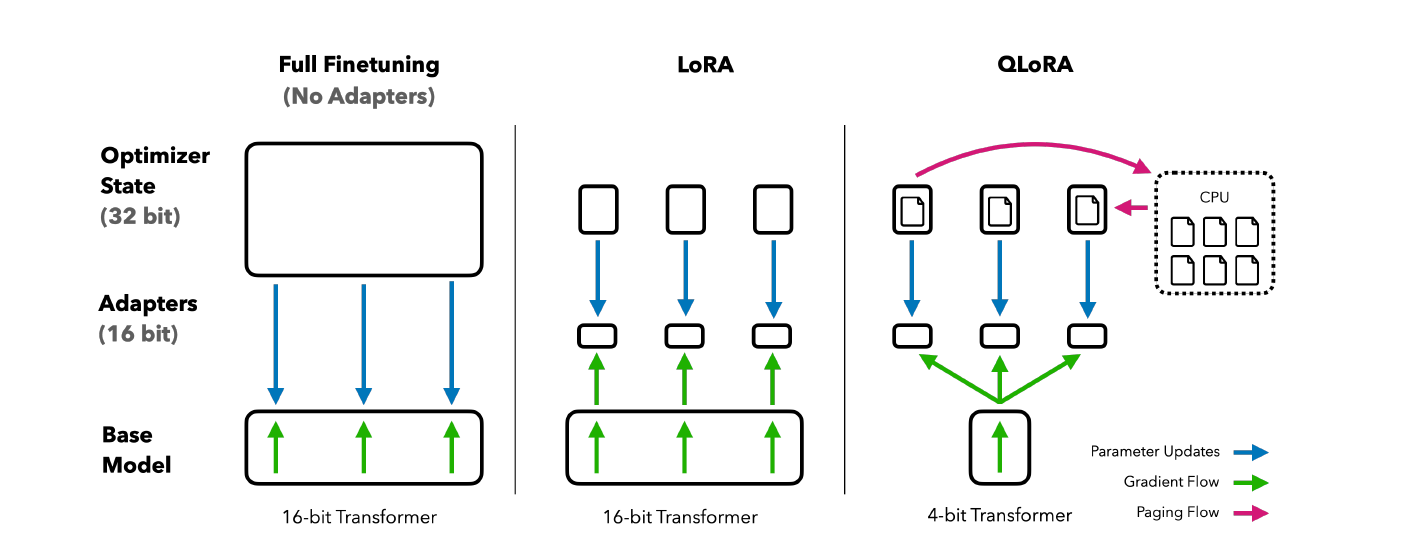 Full Finetuning
(No Adapters)
LoRA
QLoRA
Optimizer
State
(32 bit)
CPU
Adapters
(16 bit)
Base
Model
Parameter Updates
Gradient Flow
Paging Flow
16-bit Transformer
16-bit Transformer
4-bit Transformer